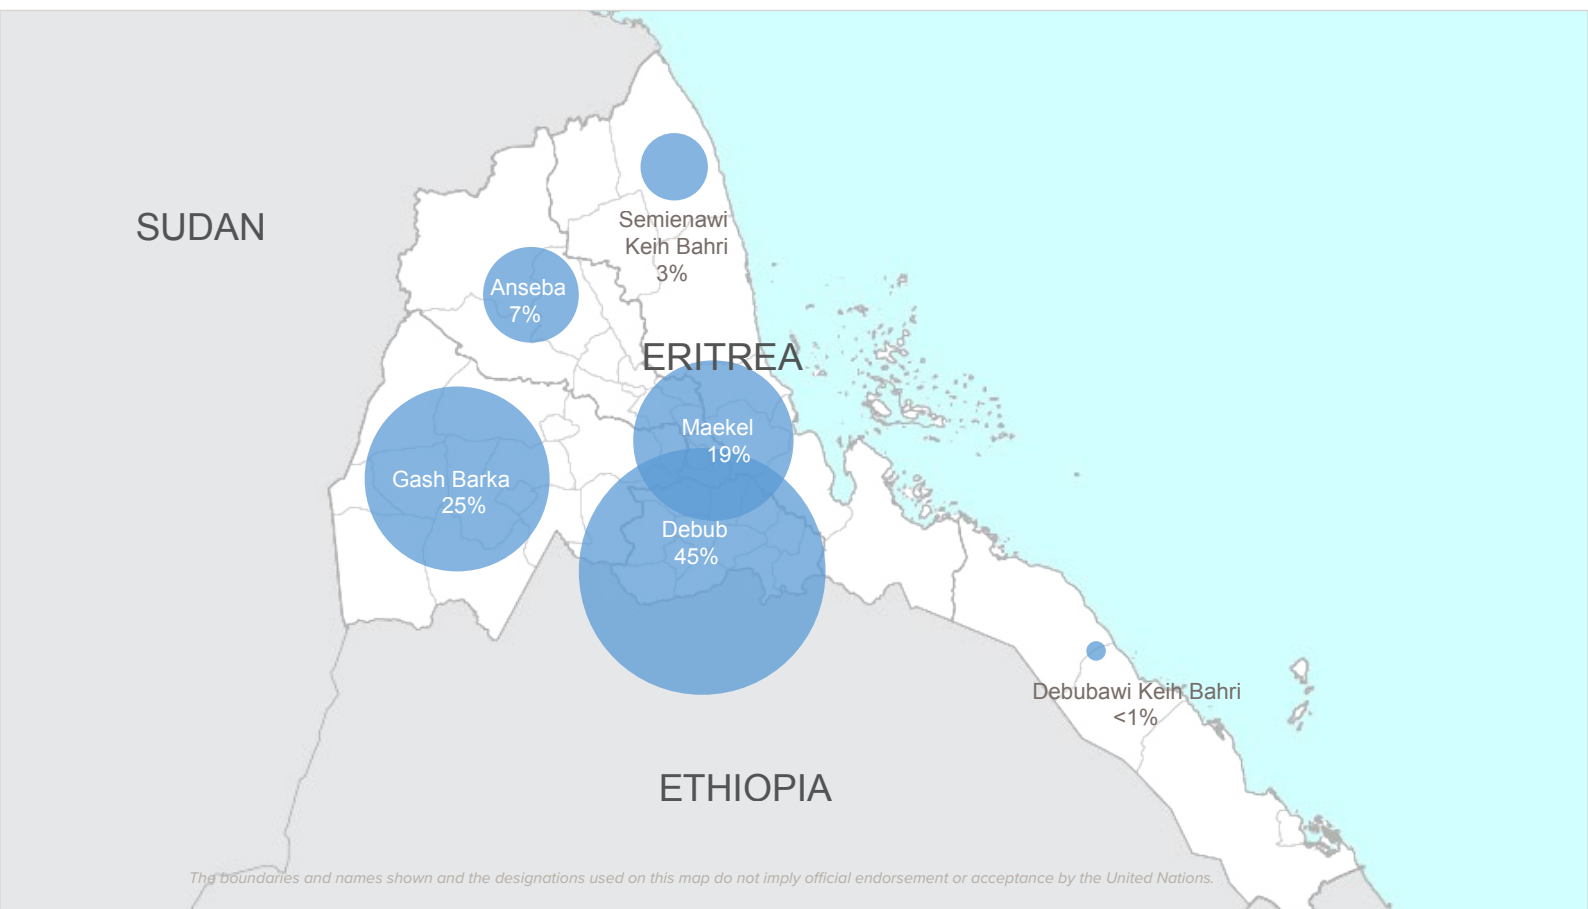 SUDAN
Semienawi
Keih Bahri
3%
Anseba
7%
ERITREA
Maekel
19%
Gash Barka
25%
Debub
45%
Debubawi Keih Bahri
<1%
ETHIOPIA
The boundaries and names shown and the designations used on this map do not imply official endorsement or acceptance by the United Nations.